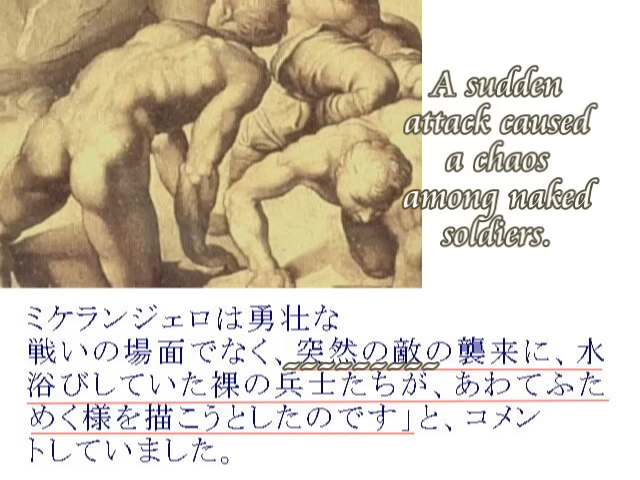 A sudden
attack caused
a chaos
among naked
soldiers.
ミケランジェロは勇壮な
戦いの場面でなく、突然の敵の襲来に、水
浴びしていた裸の兵士たちが、あわてふた
めく様を描こうとしたのです」と、コメン
トしていました。